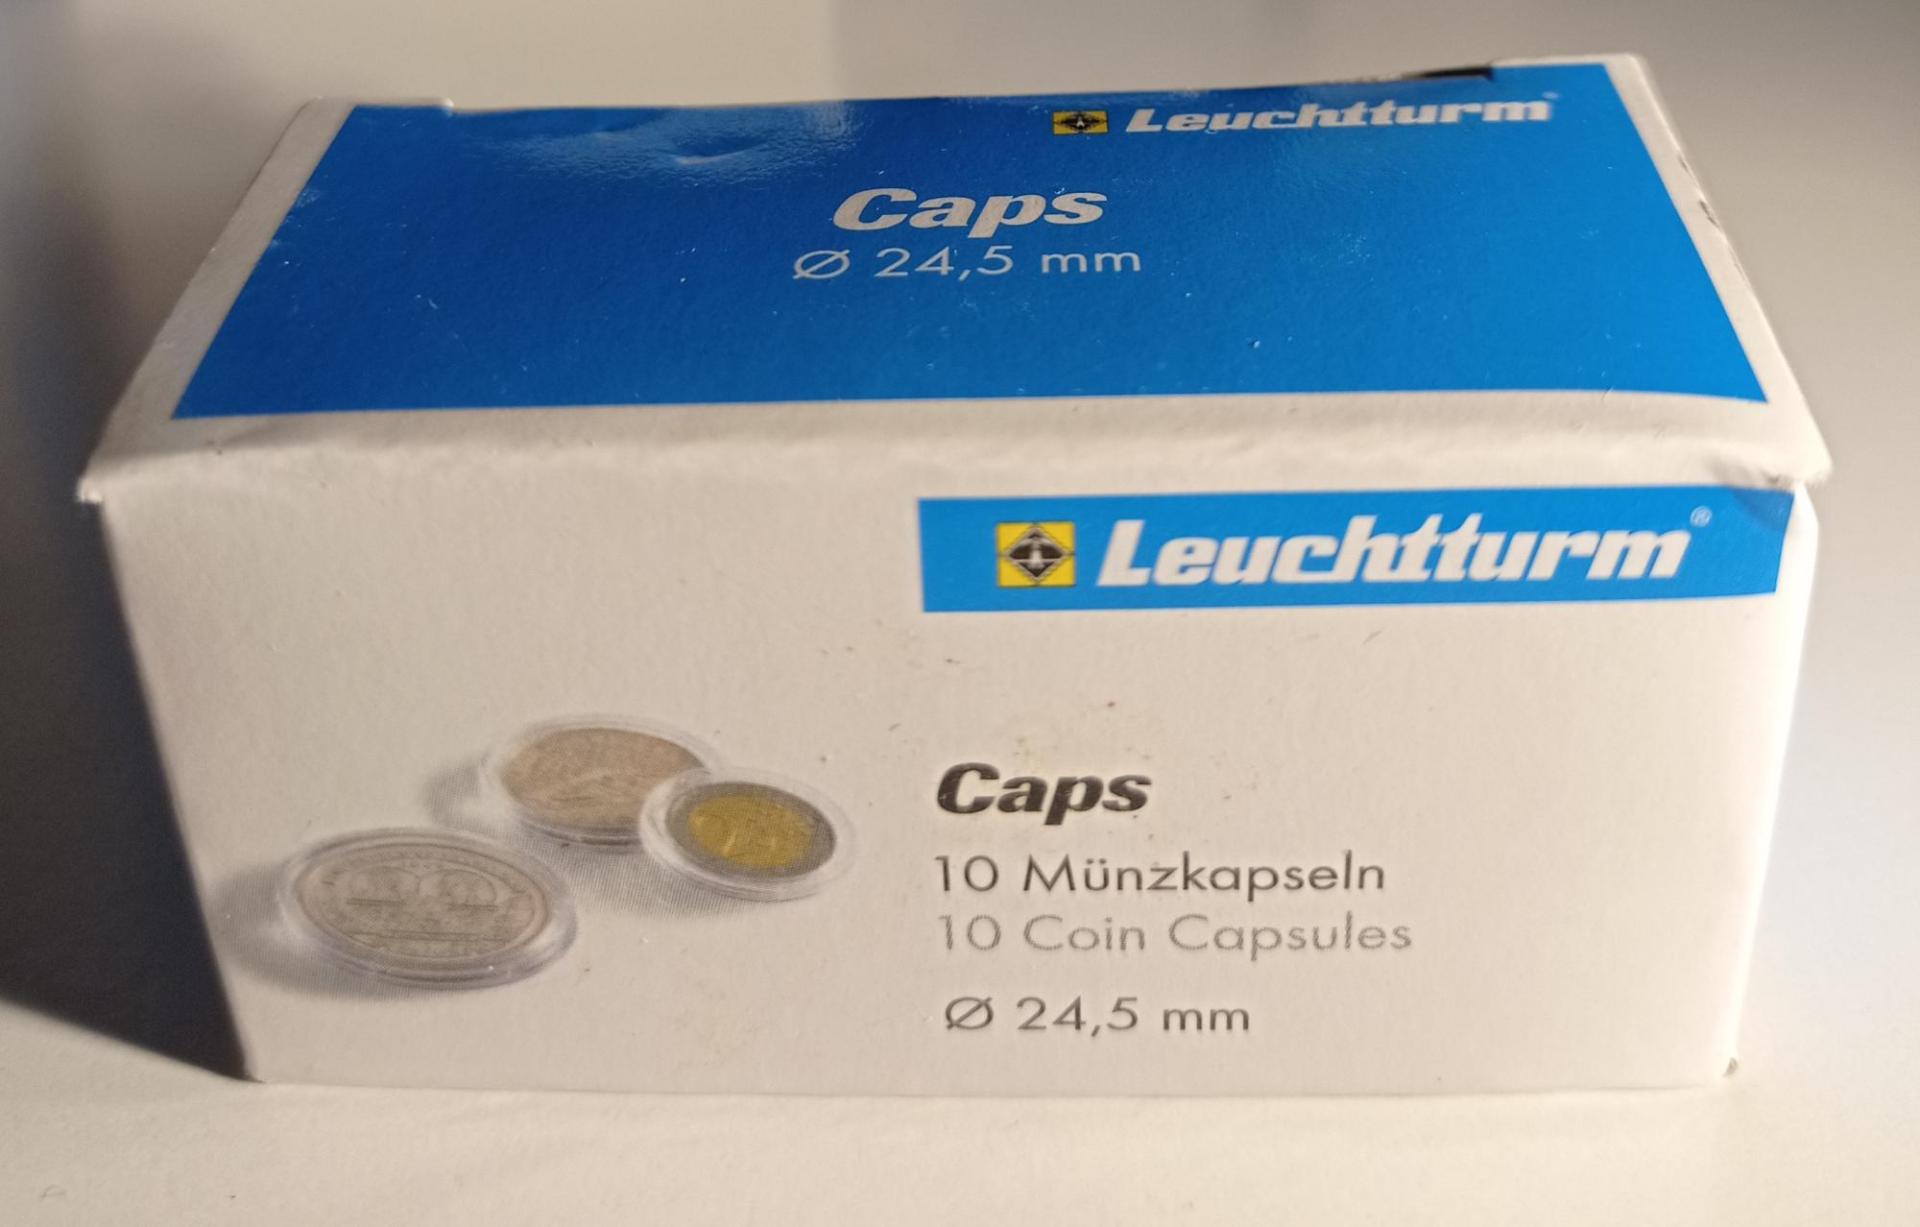 Leuchtturm
Caps
Ø 24,5 mm
Leuchtturm®
Caps
10 Münzkapseln
10 Coin Capsules
Ø 24,5 mm